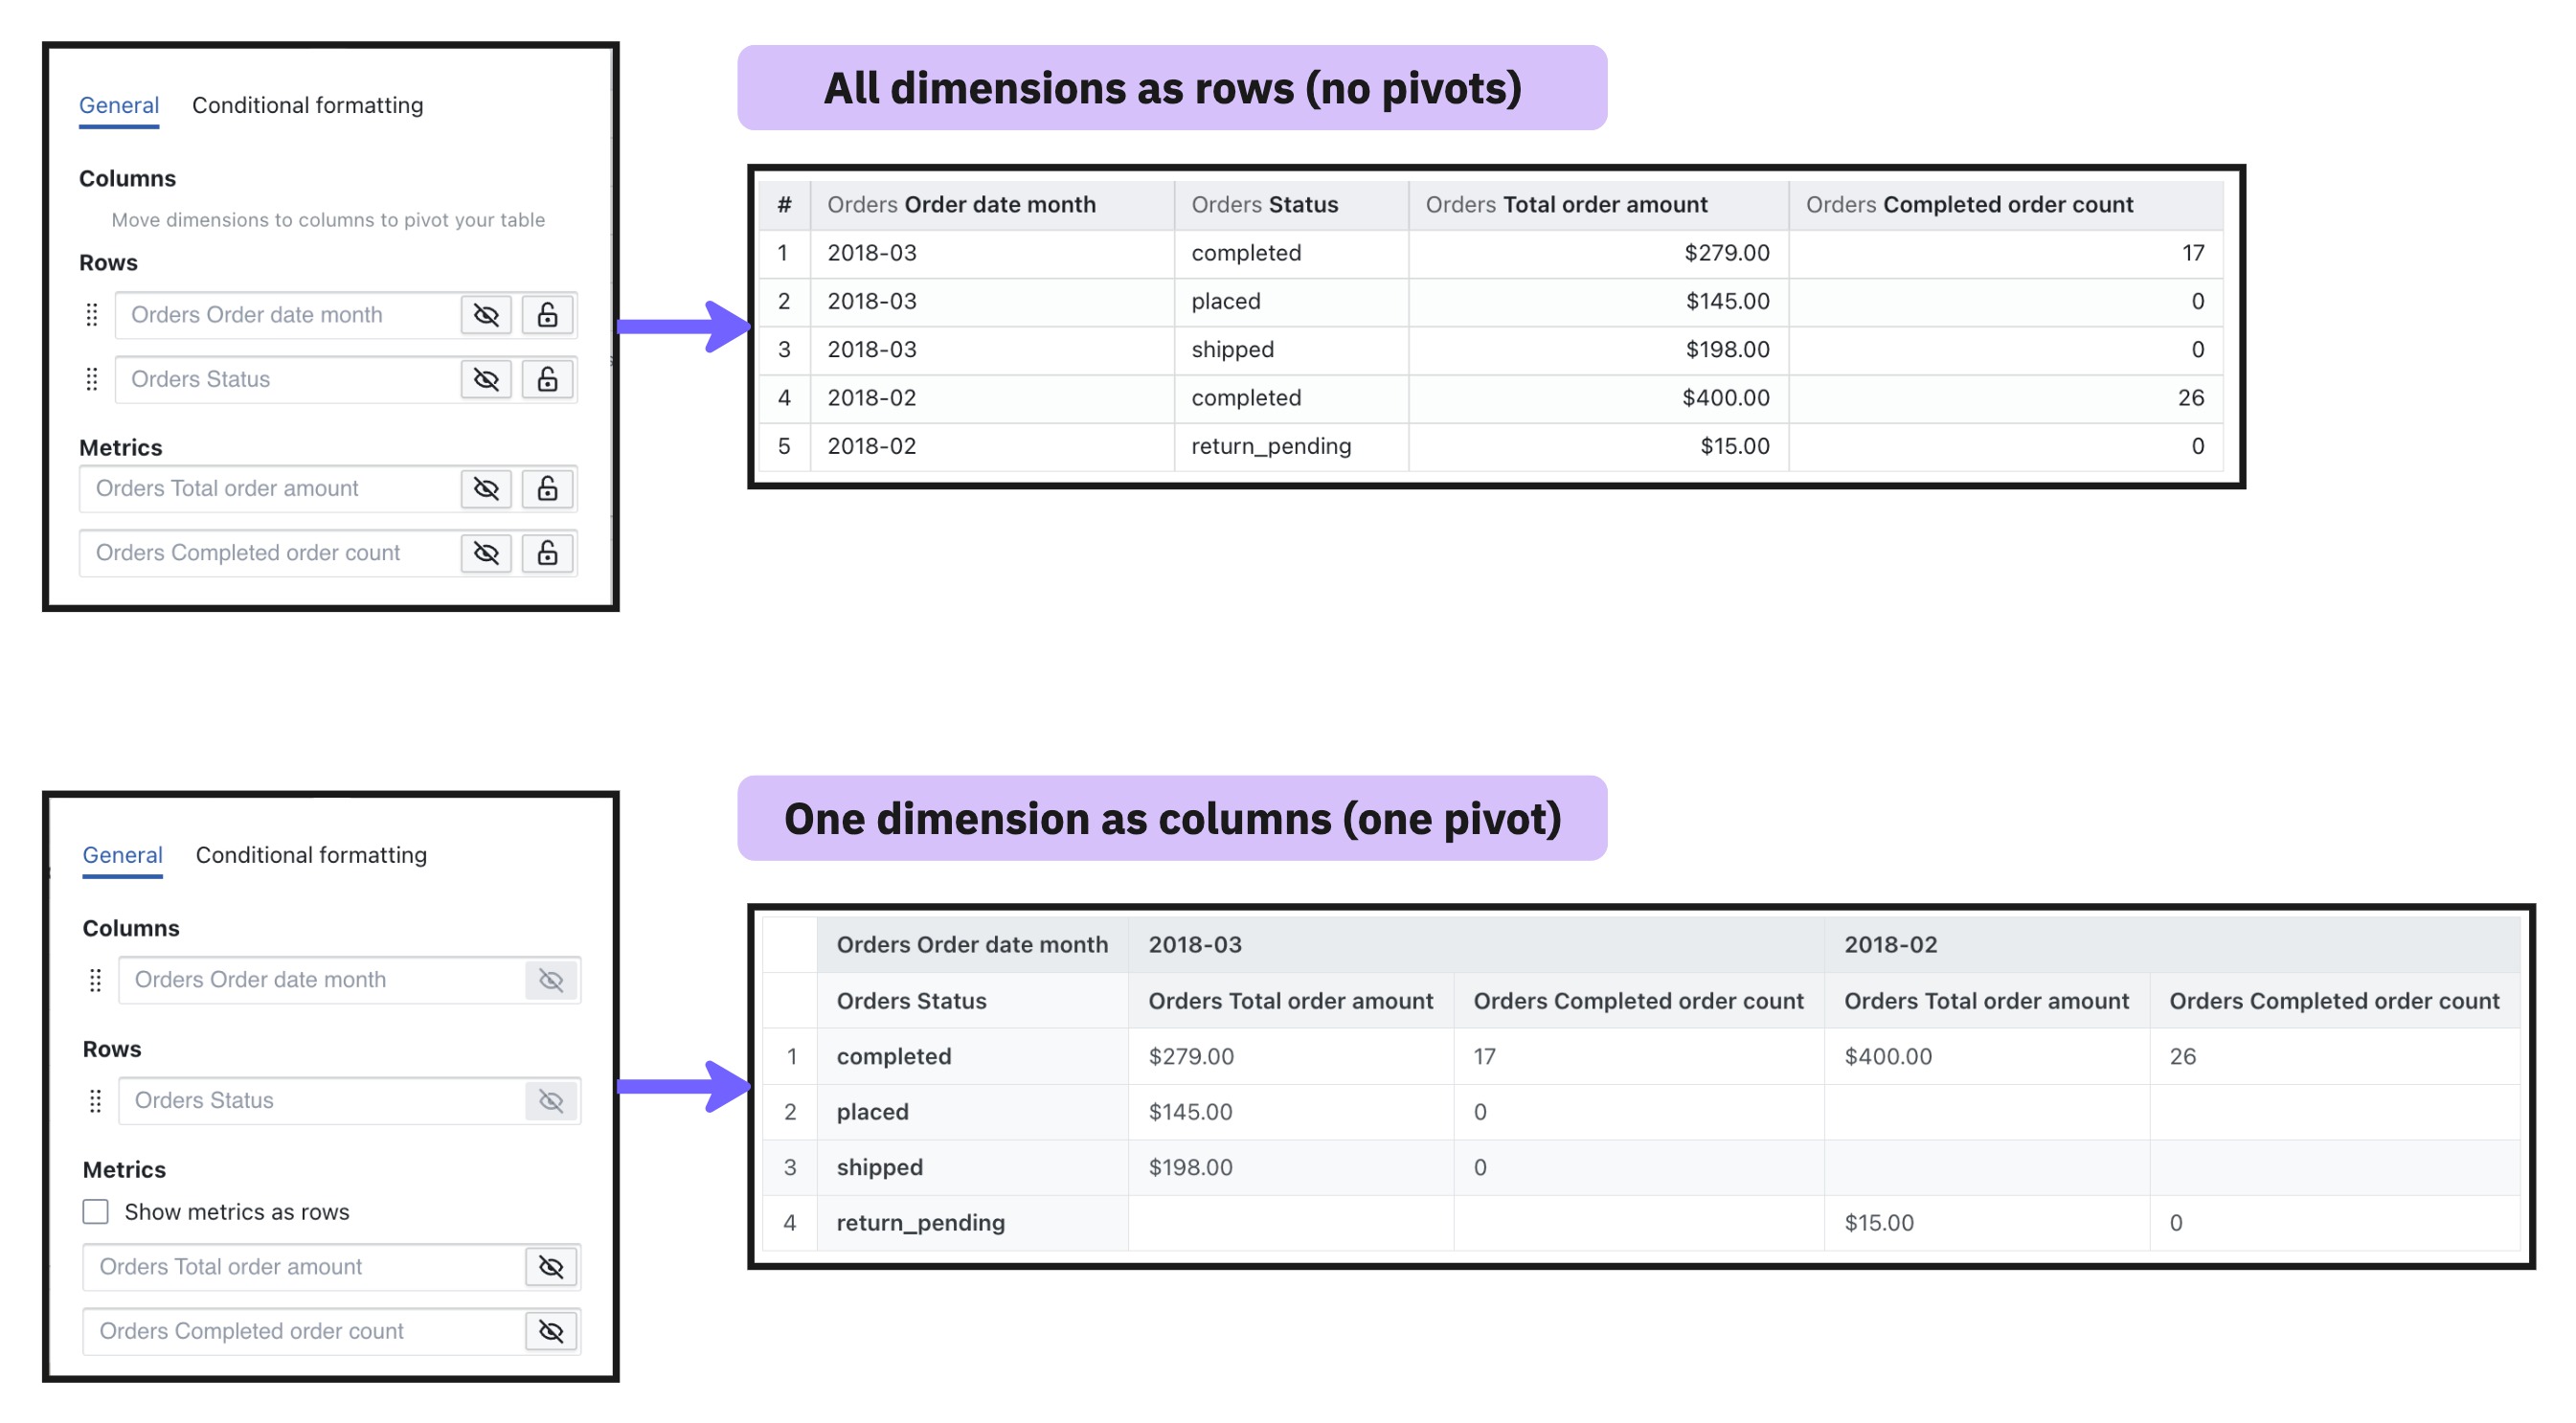 General Conditional formatting
Columns
Move dimensions to columns to pivot your table
Rows
Orders Order date month
Orders Status
Metrics
Orders Total order amount
Orders Completed order count
All dimensions as rows (no pivots)
# Orders Order date month Orders Status Orders Total order amount Orders Completed order count
1 2018-03 completed $279.00 17
2 2018-03 placed $145.00 0
3 2018-03 shipped $198.00 0
4 2018-02 completed $400.00 26
5 2018-02 return_pending $15.00 0
General Conditional formatting
Columns
Orders Order date month
Rows
Orders Status
Metrics
Show metrics as rows
Orders Total order amount
Orders Completed order count
One dimension as columns (one pivot)
Orders Order date month 2018-03 2018-02
Orders Status Orders Total order amount Orders Completed order count Orders Total order amount Orders Completed order count
1 completed $279.00 17 $400.00 26
2 placed $145.00 0
3 shipped $198.00 0
4 return_pending $15.00 0